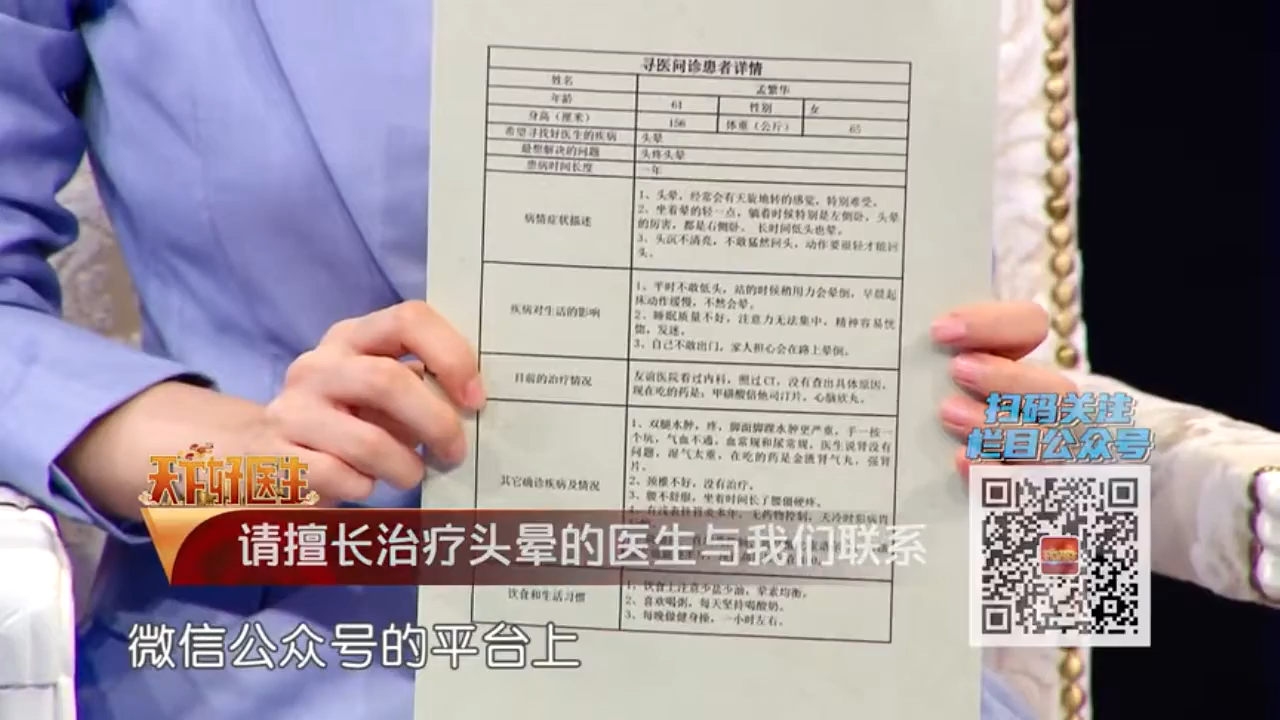 寻医问诊患者详情
姓名 孟繁华
年龄 61 性别 女
身高（厘米） 156 体重（公斤） 65
希望寻找好医生的疾病 头晕
最想解决的问题 头疼头晕
患病时间长度 一年
病情症状描述
1、头晕，经常会有天旋地转的感觉，特别难受。
2、坐着晕的轻一点，躺着时候特别是左侧卧，头晕
的厉害，都是右侧卧。 长时间低头也晕。
3、头沉不清亮，不敢猛然回头，动作要很轻才能回
头。
疾病对生活的影响
1、平时不敢低头，站的时候稍用力会晕倒，早晨起
床动作缓慢，不然会晕。
2、睡眠质量不好，注意力无法集中，精神容易恍
惚，发迷。
3、自己不敢出门，家人担心会在路上晕倒。
目前的治疗情况
友谊医院看过内科，照过CT，没有查出具体原因，
现在吃的药是：甲磺酸倍他司汀片，心脑欣丸。
其它确诊疾病及情况
1、双腿水肿，疼，脚面脚踝水肿更严重，手一按一
个坑，气血不通，血常规和尿常规，医生说肾没有
问题，湿气太重，在吃的药是金匮肾气丸，强肾
片。
2、颈椎不好，没有治疗。
3、腰不舒服，坐着时间长了腰僵硬疼。
饮食和生活习惯
1、饮食上注意少盐少油，荤素均衡。
2、喜欢喝粥，每天坚持喝酸奶。
3、每晚做健身操，一小时左右。
扫码关注
栏目公众号
天下好医生
请擅长治疗头晕的医生与我们联系
微信公众号的平台上